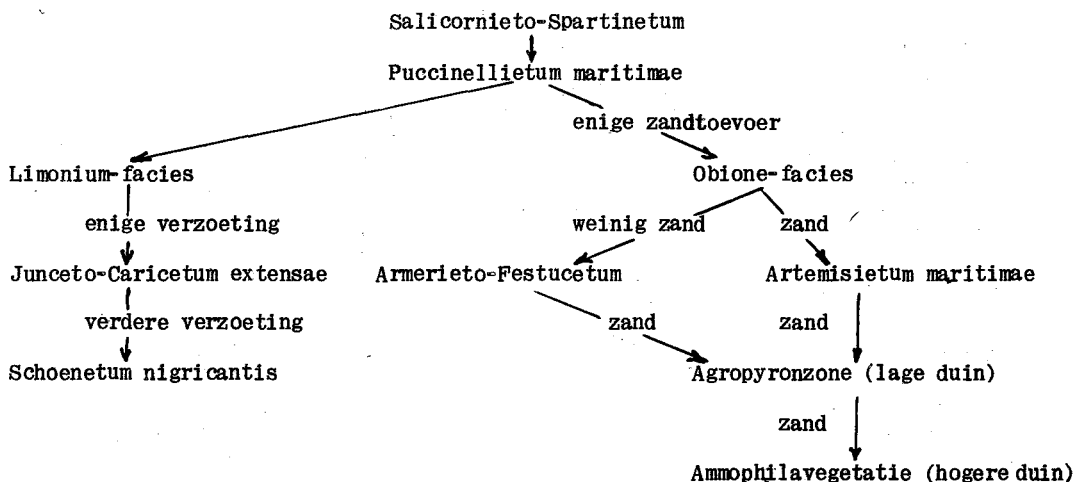 Salicornieto-Spartinetum
Puccinellietum maritimae
enige zandtoevoer
Limonium-facies
Obione-facies
enige verzoeting
weinig zand
zand
Junceto-Caricetum extensae
Armerieto-Festucetum
Artemisietum maritimae
verdere verzoeting
zand
zand
Schoenetum nigricantis
Agropyronzone (lage duin)
zand
Ammophilavegetatie (hogere duin)